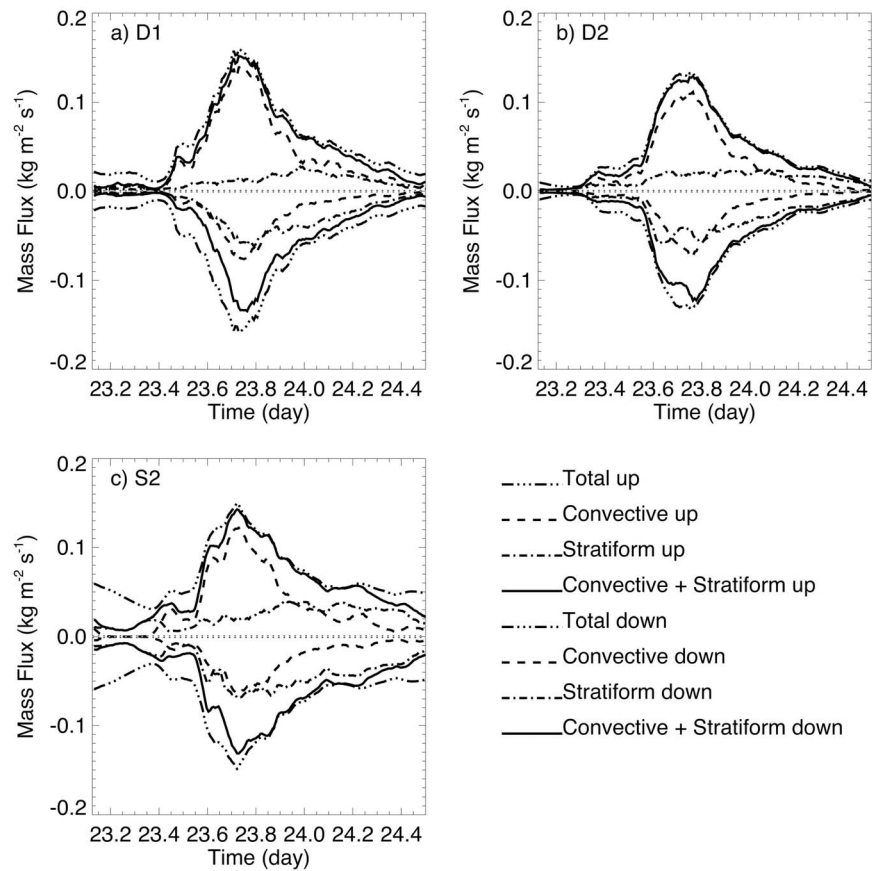 a) D1
0.2
0.1
0.0
-0.1
-0.2
Mass Flux (kg m-2 s-1)
23.2 23.4 23.6 23.8 24.0 24.2 24.4
Time (day)
b) D2
0.2
0.1
0.0
-0.1
-0.2
Mass Flux (kg m-2 s-1)
23.2 23.4 23.6 23.8 24.0 24.2 24.4
Time (day)
c) S2
0.2
0.1
0.0
-0.1
-0.2
Mass Flux (kg m-2 s-1)
23.2 23.4 23.6 23.8 24.0 24.2 24.4
Time (day)
Total up
Convective up
Stratiform up
Convective + Stratiform up
Total down
Convective down
Stratiform down
Convective + Stratiform down